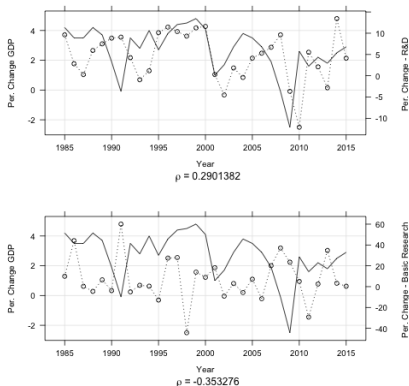 Per. Change GDP
4
2
0
-2
10
5
0
-5
-10
Per. Change - R&D
1985 1990 1995 2000 2005 2010 2015
Year
ρ = 0.2901382
Per. Change GDP
4
2
0
-2
60
40
20
0
-20
-40
Per. Change - Basic Research
1985 1990 1995 2000 2005 2010 2015
Year
ρ = -0.353276